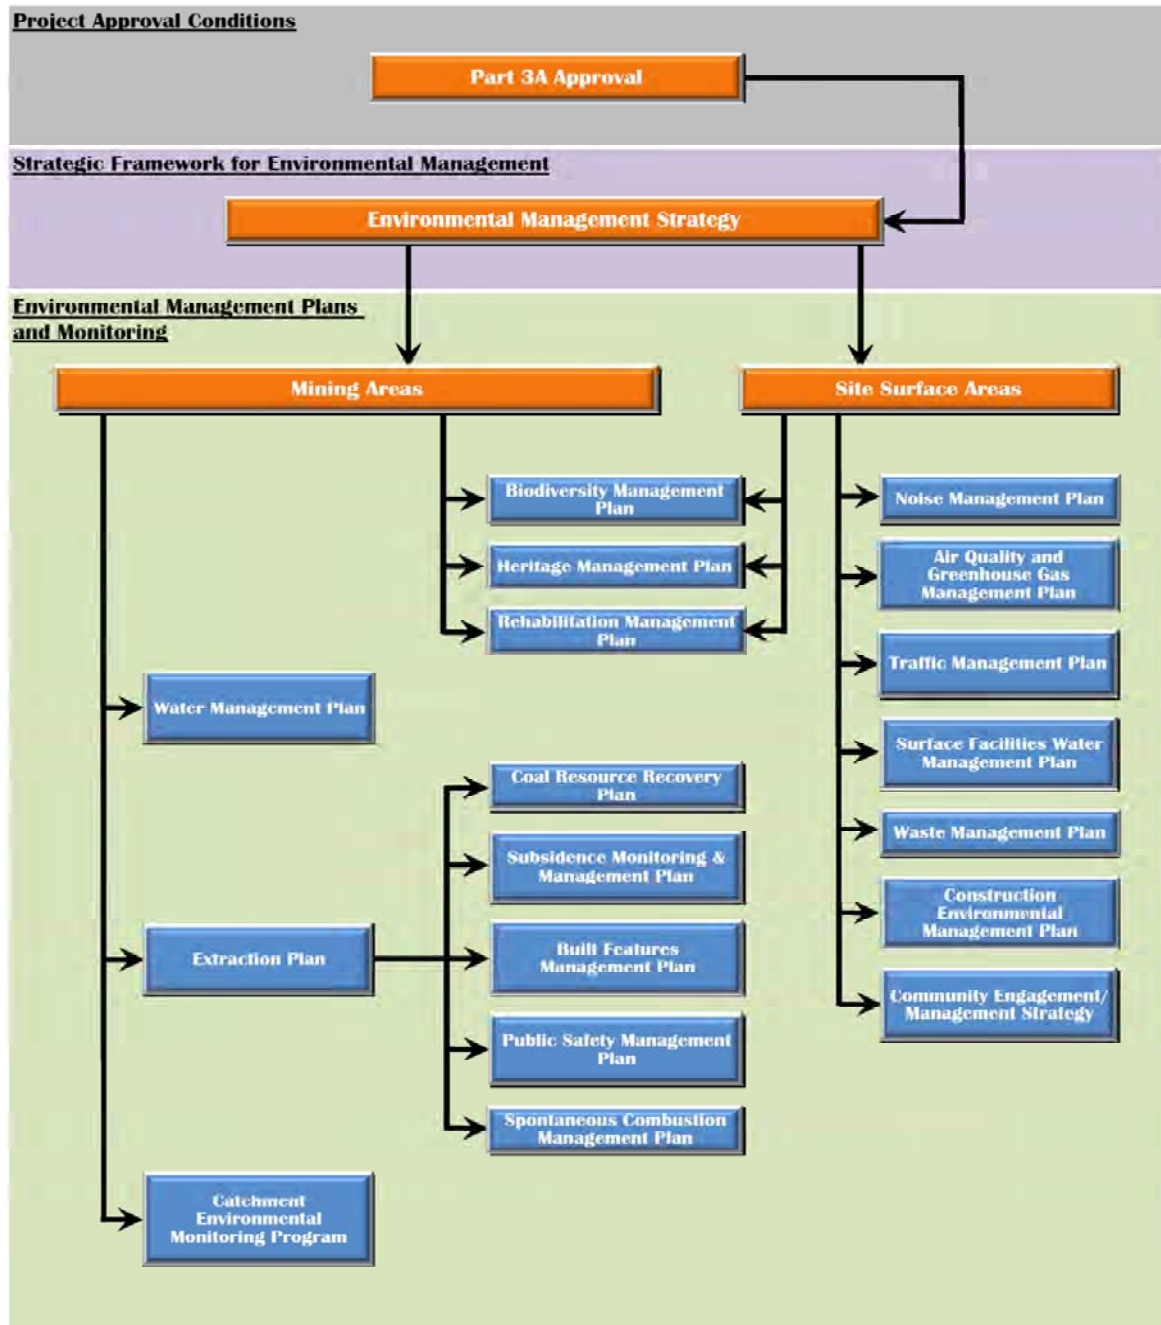 Project Approval Conditions
Part 3A Approval
Strategic Framework for Environmental Management
Environmental Management Strategy
Environmental Management Plans
and Monitoring
Mining Areas
Site Surface Areas
Biodiversity Management
Plan
Heritage Management Plan
Rehabilitation Management
Plan
Water Management Plan
Extraction Plan
Catchment
Environmental
Monitoring Program
Coal Resource Recovery
Plan
Subsidence Monitoring &
Management Plan
Built Features
Management Plan
Public Safety Management
Plan
Spontaneous Combustion
Management Plan
Noise Management Plan
Air Quality and
Greenhouse Gas
Management Plan
Traffic Management Plan
Surface Facilities Water
Management Plan
Waste Management Plan
Construction
Environmental
Management Plan
Community Engagement/
Management Strategy